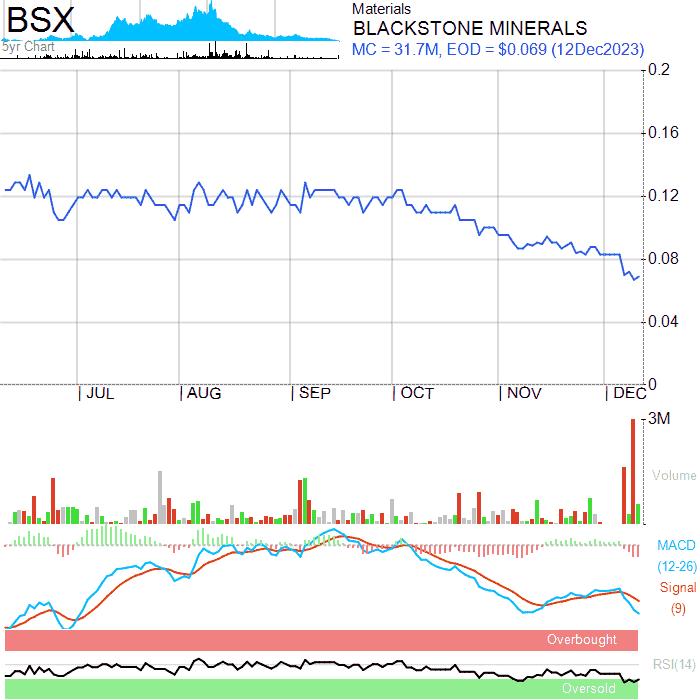 BSX
5yr Chart
Materials
BLACKSTONE MINERALS
MC = 31.7M, EOD = $0.069 (12Dec2023)
0.2
0.16
0.12
0.08
0.04
0
JUL AUG SEP OCT NOV DEC
3M
Volume
MACD
(12-26)
Signal
(9)
Overbought
RSI(14)
Oversold